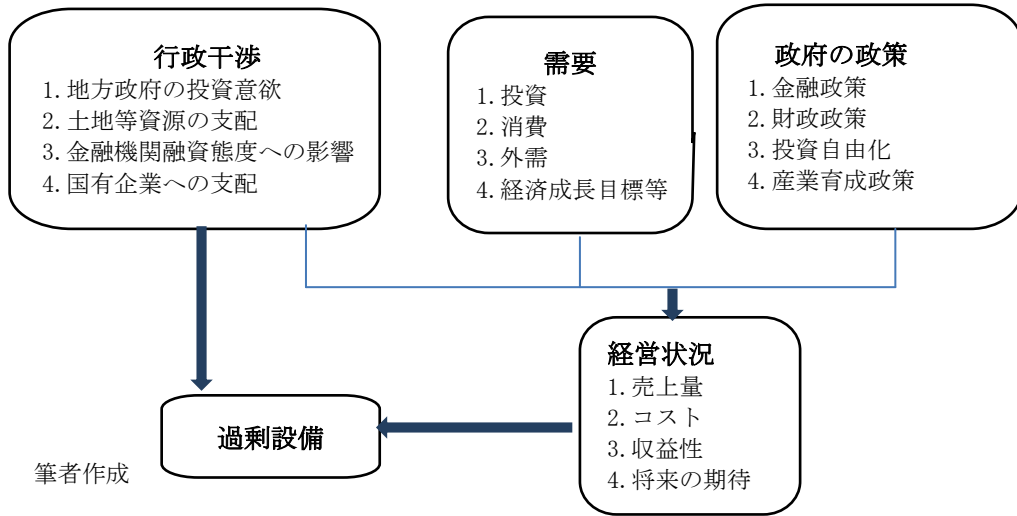 行政干渉
1. 地方政府の投資意欲
2. 土地等資源の支配
3. 金融機関融資態度への影響
4. 国有企業への支配
需要
1. 投資
2. 消費
3. 外需
4. 経済成長目標等
政府の政策
1. 金融政策
2. 財政政策
3. 投資自由化
4. 産業育成政策
経営状況
1. 売上量
2. コスト
3. 収益性
4. 将来の期待
過剰設備
筆者作成